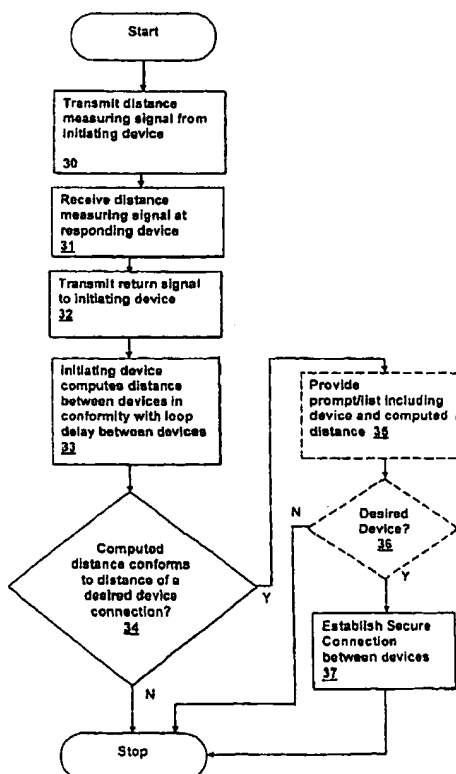 Start
Transmit distance
measuring signal from
initiating device
30
Receive distance
measuring signal at
responding device
31
Transmit return signal
to initiating device
32
Initiating device
computes distance
between devices in
conformity with loop
delay between devices
33
Computed
distance conforms
to distance of a
desired device
connection?
34
Y
N
Provide
prompt/list including
device and computed
distance 35
Desired
Device?
36
N
Y
Establish Secure
Connection
between devices
37
Stop